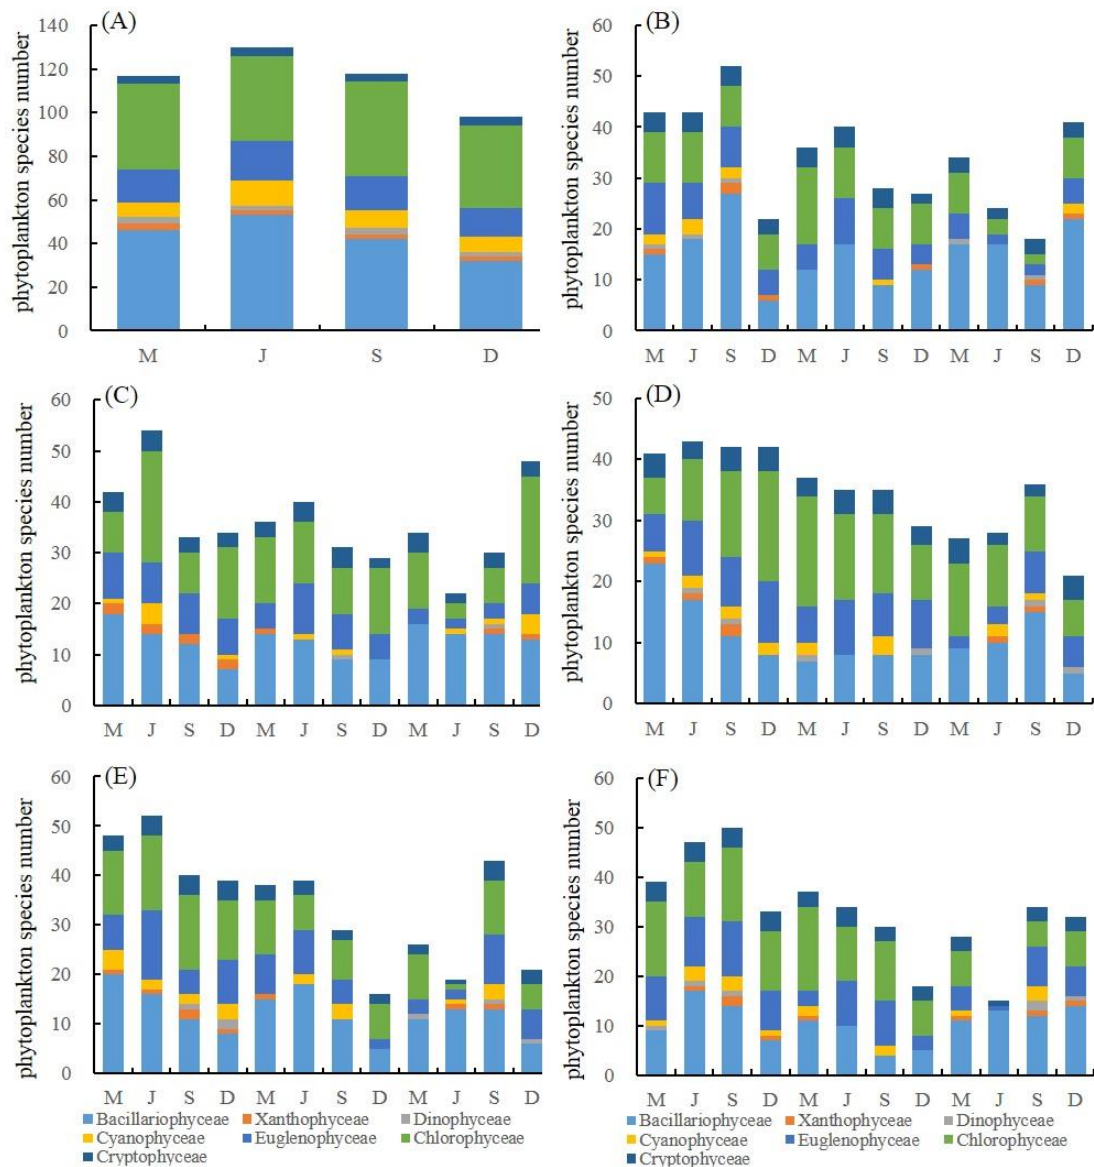 (A)
phytoplankton species number
140
120
100
80
60
40
20
0
M J S D
(B)
phytoplankton species number
60
50
40
30
20
10
0
M J S D M J S D M J S D
(C)
phytoplankton species number
60
50
40
30
20
10
0
M J S D M J S D M J S D
(D)
phytoplankton species number
50
40
30
20
10
0
M J S D M J S D M J S D
(E)
phytoplankton species number
60
50
40
30
20
10
0
M J S D M J S D M J S D
Bacillariophyceae Xanthophyceae Dinophyceae
Cyanophyceae Euglenophyceae Chlorophyceae
Cryptophyceae
(F)
phytoplankton species number
60
50
40
30
20
10
0
M J S D M J S D M J S D
Bacillariophyceae Xanthophyceae Dinophyceae
Cyanophyceae Euglenophyceae Chlorophyceae
Cryptophyceae